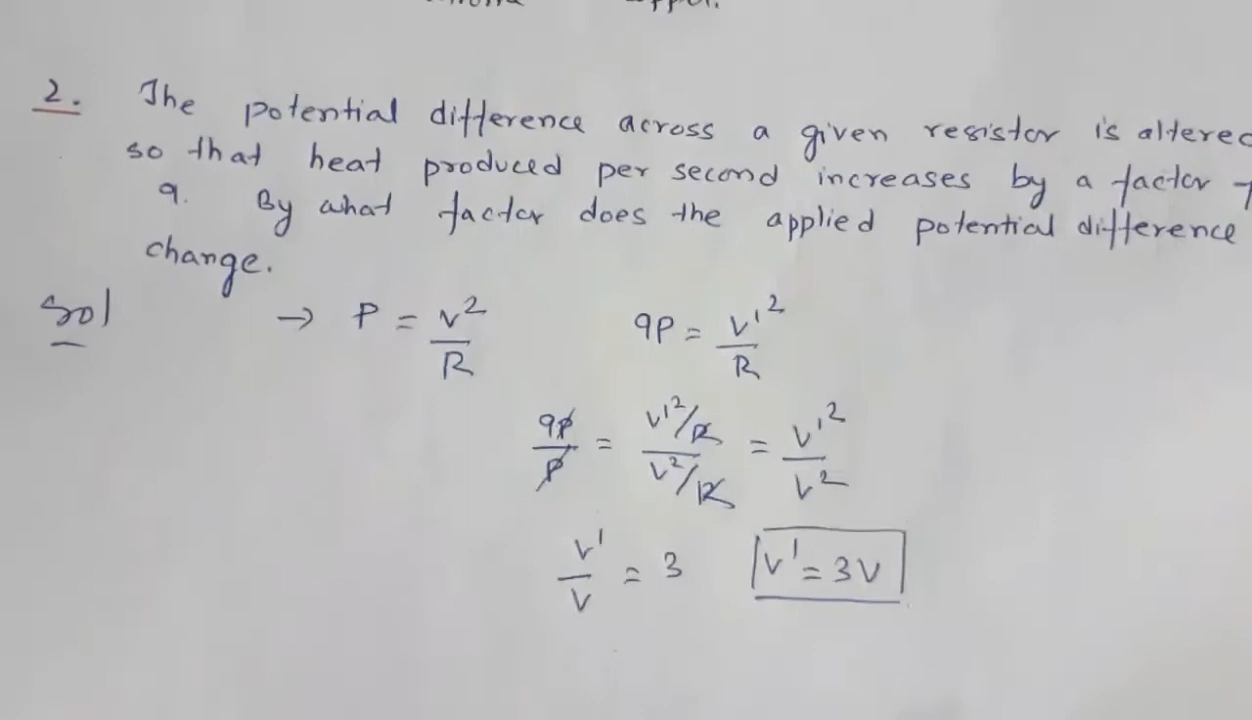 2. The potential difference across a given resistor is altered
so that heat produced per second increases by a factor
9. By what factor does the applied potential difference
change.
Sol → P = V²/R 9P = V'²/R
9P/P = (V'²/R)/(V²/R) = V'²/V²
V'/V = 3 V' = 3V